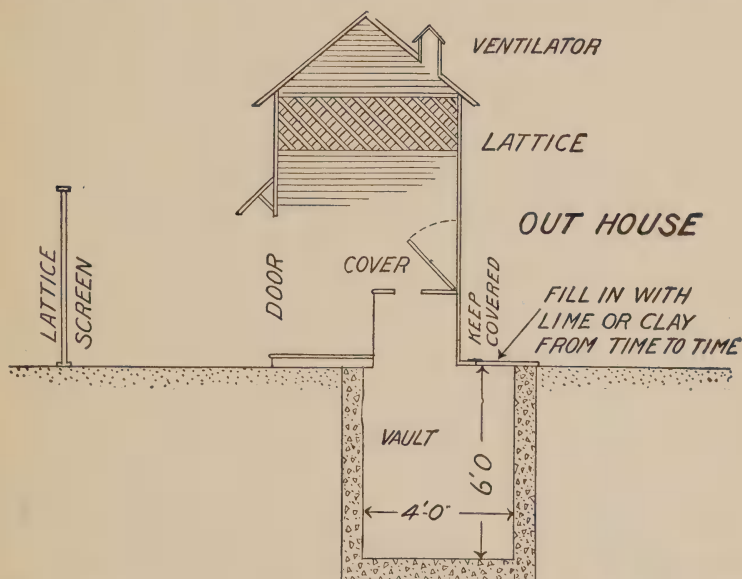 VENTILATOR
LATTICE
OUT HOUSE
LATTICE
SCREEN
DOOR
COVER
KEEP
COVERED
FILL IN WITH
LIME OR CLAY
FROM TIME TO TIME
VAULT
6'0
4'-0"